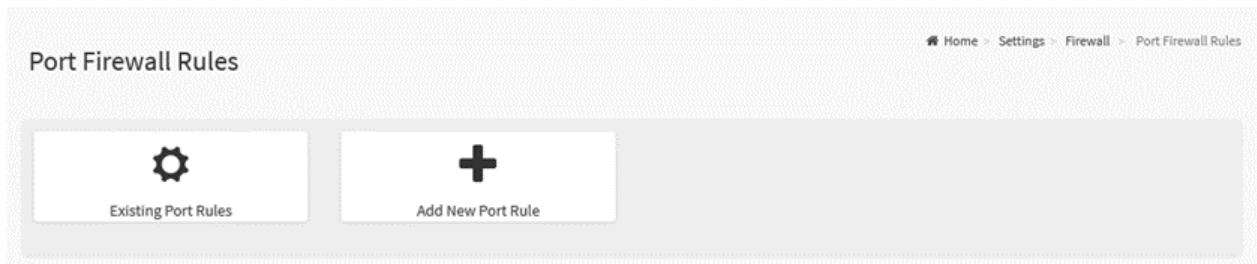 Home > Settings > Firewall > Port Firewall Rules
Port Firewall Rules
Existing Port Rules
Add New Port Rule